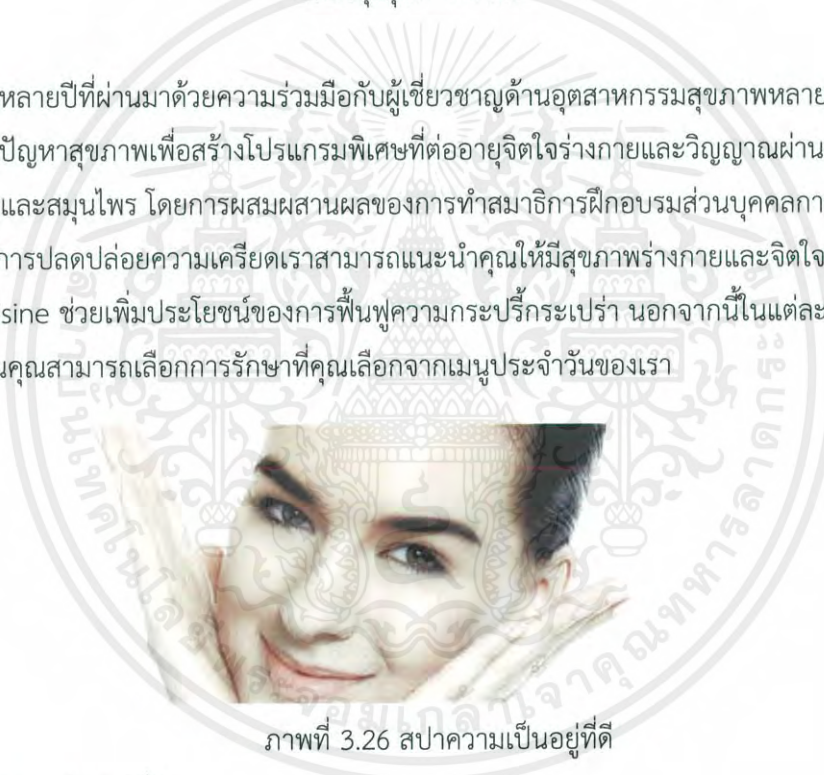 หลายปีที่ผ่านมาด้วยความร่วมมือกับผู้เชี่ยวชาญด้านอุตสาหกรรมสุขภาพหลาย
ปัญหาสุขภาพเพื่อสร้างโปรแกรมพิเศษที่ต่ออายุจิตใจร่างกายและวิญญาณผ่าน
และสมุนไพร โดยการผสมผสานผลของการทำสมาธิการฝึกอบรมส่วนบุคคลกา
การปลดปล่อยความเครียดเราสามารถแนะนำคุณให้มีสุขภาพร่างกายและจิตใจ
sine ช่วยเพิ่มประโยชน์ของการฟื้นฟูความกระปรี้กระเปร่า นอกจากนี้ในแต่ละ
นคุณสามารถเลือกการรักษาที่คุณเลือกจากเมนูประจำวันของเรา
ภาพที่ 3.26 สปาความเป็นอยู่ที่ดี